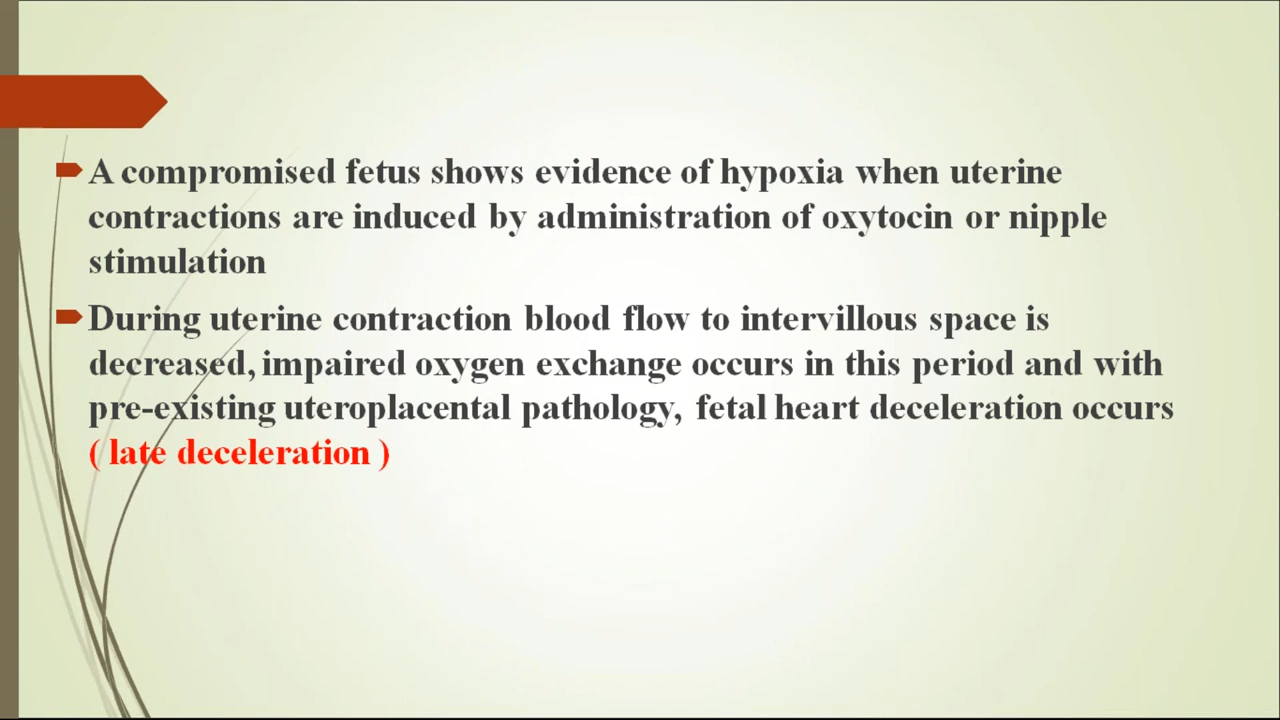 A compromised fetus shows evidence of hypoxia when uterine
contractions are induced by administration of oxytocin or nipple
stimulation
During uterine contraction blood flow to intervillous space is
decreased, impaired oxygen exchange occurs in this period and with
pre-existing uteroplacental pathology, fetal heart deceleration occurs
( late deceleration )